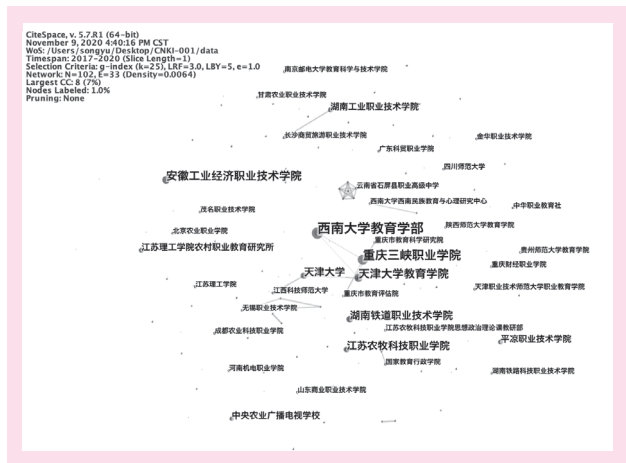 CiteSpace, v. 5.7.R1 (64-bit)
November 9, 2020 4:40:16 PM CST
WoS: /Users/songyu/Desktop/CNKI-001/data
Timespan: 2017-2020 (Slice Length=1)
Selection Criteria: g-index (k=25), LRF=3.0, LBY=5, e=1.0
Network: N=102, E=33 (Density=0.0064)
Largest CC: 8 (7%)
Nodes Labeled: 1.0%
Pruning: None
南京邮电大学教育科学与技术学院
甘肃农业职业技术学院
湖南工业职业技术学院
长沙商贸旅游职业技术学院
金华职业技术学院
广东科贸职业学院
四川师范大学
安徽工业经济职业技术学院
云南省石屏县职业高级中学
西南大学西南民族教育与心理研究中心
中华职业教育社
茂名职业技术学院
西南大学教育学部
陕西师范大学教育学院
北京农业职业学院
重庆市教育科学研究院
江苏理工学院农村职业教育研究所
贵州师范大学教育学院
重庆三峡职业学院
重庆财经职业学院
天津大学
天津大学教育学院
江苏理工学院
江西科技师范大学
重庆市教育评估院
天津职业技术师范大学职业教育学院
无锡职业技术学院
湖南铁道职业技术学院
成都农业科技职业学院
江苏农牧科技职业学院思想政治理论课教研部
平凉职业技术学院
江苏农牧科技职业学院
国家教育行政学院
河南机电职业学院
湖南铁路科技职业技术学院
山东商业职业技术学院
中央农业广播电视学校